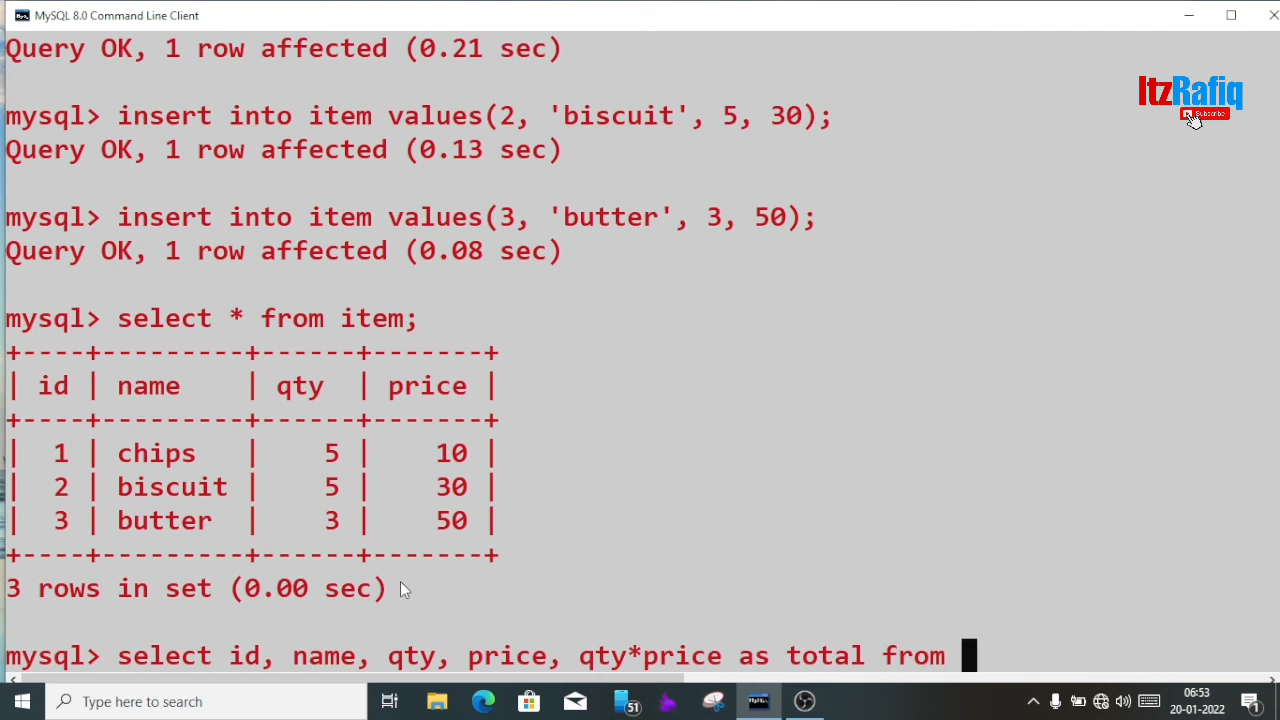 MySQL 8.0 Command Line Client
Query OK, 1 row affected (0.21 sec)
ItzRafiq
Subscribe
mysql> insert into item values(2, 'biscuit', 5, 30);
Query OK, 1 row affected (0.13 sec)
mysql> insert into item values(3, 'butter', 3, 50);
Query OK, 1 row affected (0.08 sec)
mysql> select * from item;
+----+---------+------+-------+
| id | name    | qty  | price |
+----+---------+------+-------+
|  1 | chips   |    5 |    10 |
|  2 | biscuit |    5 |    30 |
|  3 | butter  |    3 |    50 |
+----+---------+------+-------+
3 rows in set (0.00 sec)
mysql> select id, name, qty, price, qty*price as total from
Type here to search
51
06:53
20-01-2022
1